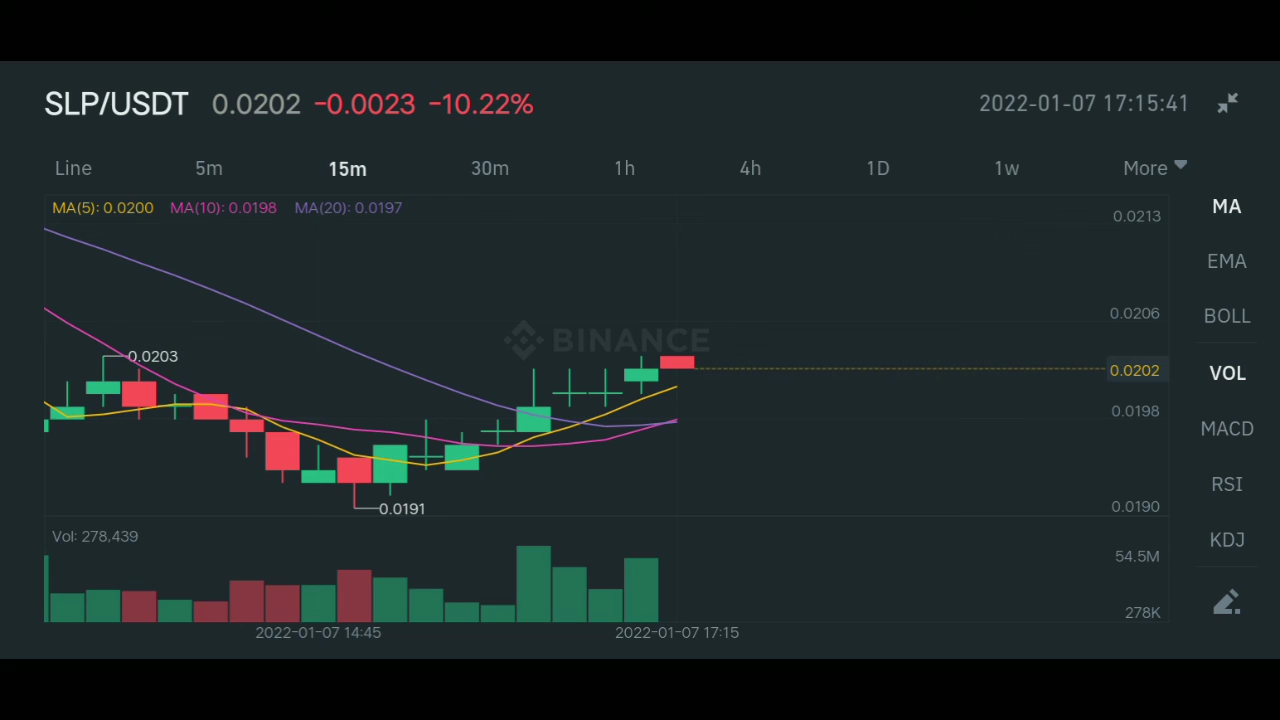 SLP/USDT 0.0202 −0.0023 −10.22% 2022-01-07 17:15:41
Line 5m 15m 30m 1h 4h 1D 1w More
MA(5): 0.0200 MA(10): 0.0198 MA(20): 0.0197
0.0213
0.0206
0.0202
0.0198
0.0190
0.0203
0.0191
BINANCE
Vol: 278,439
54.5M
278K
2022-01-07 14:45 2022-01-07 17:15
MA
EMA
BOLL
VOL
MACD
RSI
KDJ